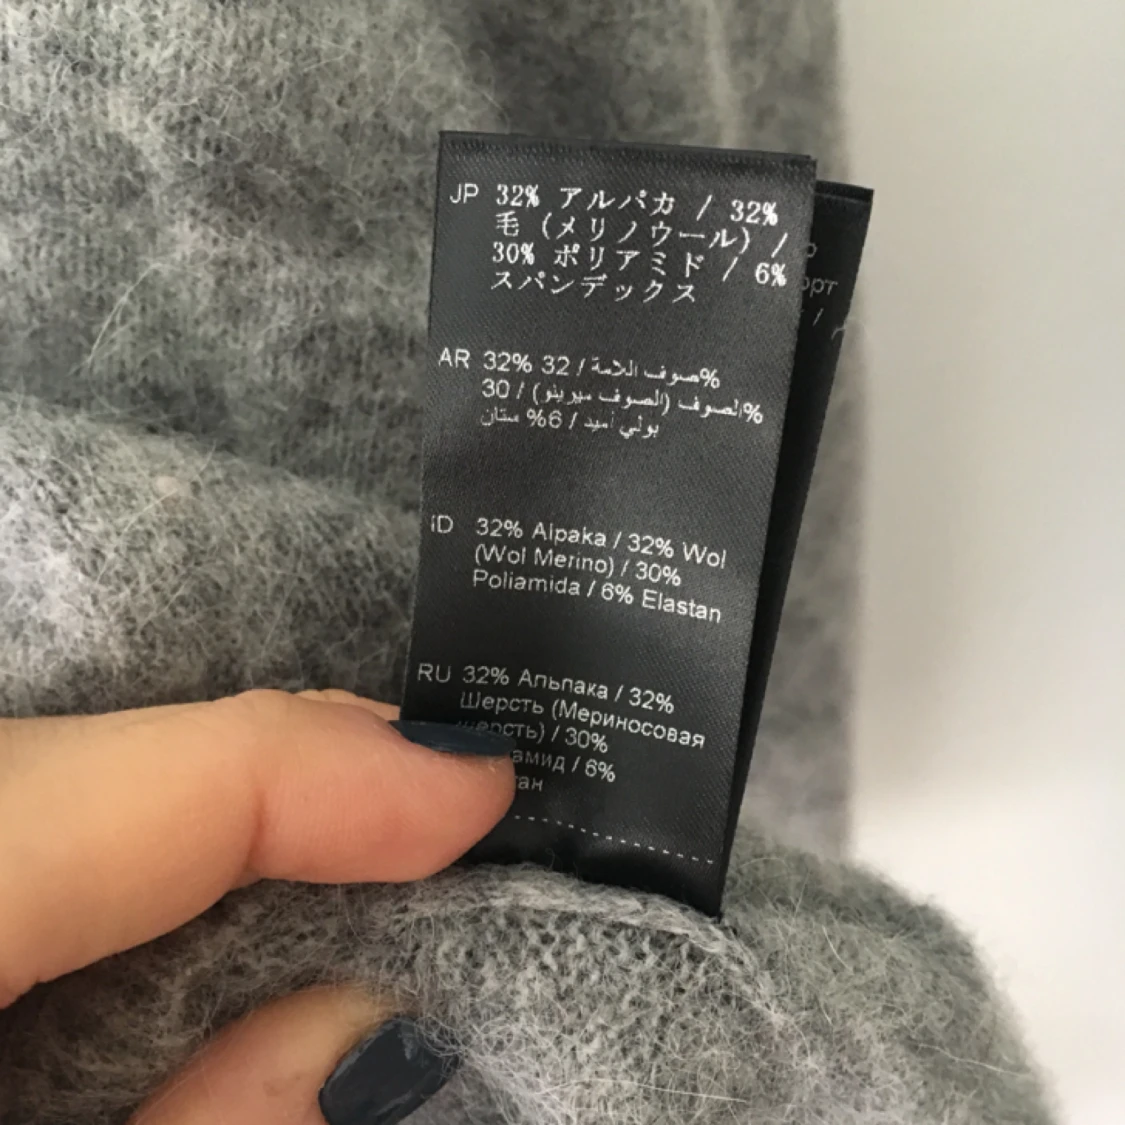 JP 32% アルパカ / 32%
毛 (メリノウール) /
30% ポリアミド / 6%
スパンデックス
AR 32% صوف اللامة / 32
%الصوف (الصوف ميرينو) / 30
%بولي أميد / 6%
ID 32% Alpaka / 32% Wol
(Wol Merino) / 30%
Poliamida / 6% Elastan
RU 32% Альпака / 32%
Шерсть (Мериносовая
шерсть) / 30%
/ 6%